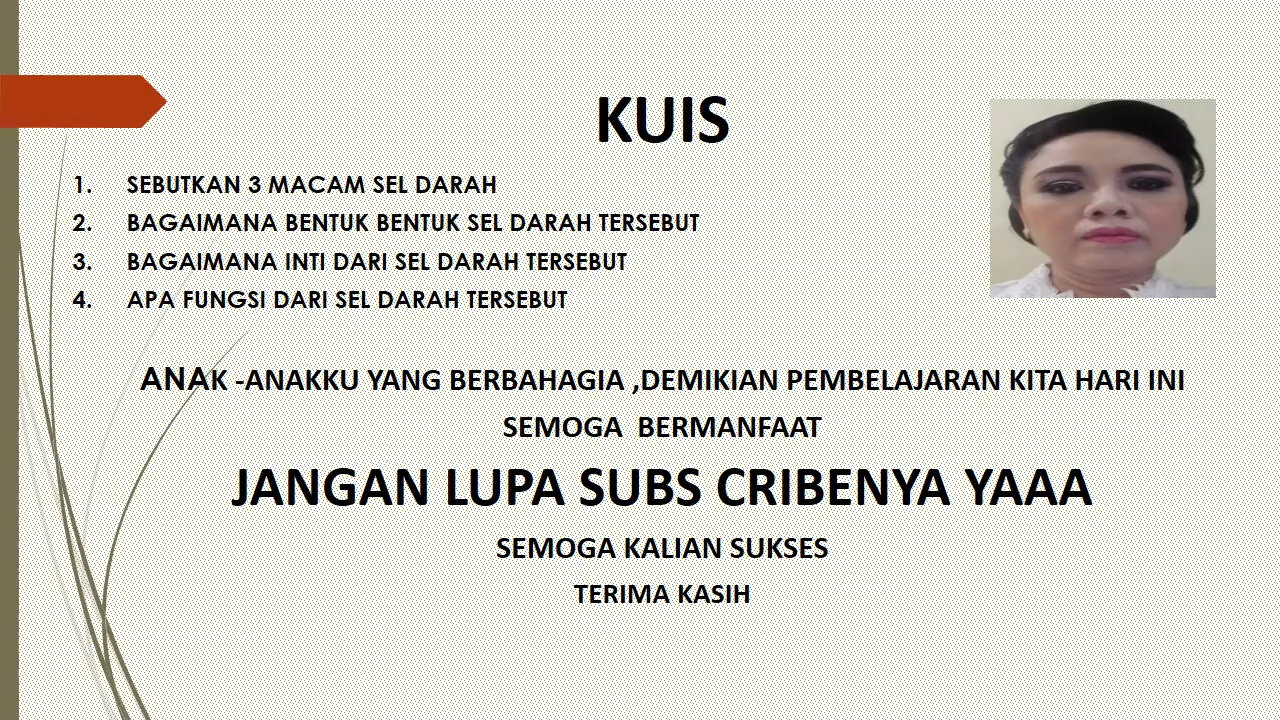 KUIS
1. SEBUTKAN 3 MACAM SEL DARAH
2. BAGAIMANA BENTUK BENTUK SEL DARAH TERSEBUT
3. BAGAIMANA INTI DARI SEL DARAH TERSEBUT
4. APA FUNGSI DARI SEL DARAH TERSEBUT
ANAK -ANAKKU YANG BERBAHAGIA ,DEMIKIAN PEMBELAJARAN KITA HARI INI
SEMOGA  BERMANFAAT
JANGAN LUPA SUBS CRIBENYA YAAA
SEMOGA KALIAN SUKSES
TERIMA KASIH